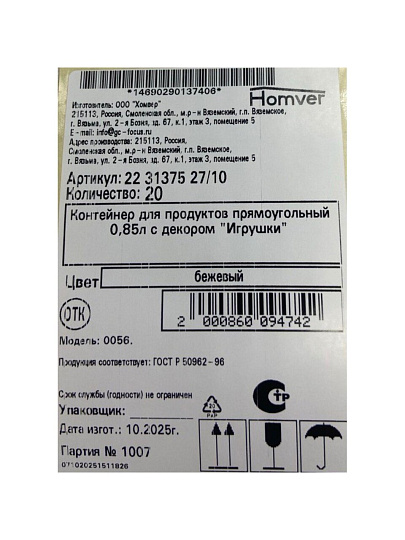 *14690290137406*
Homver
Изготовитель: ООО "Хомвер"
215113, Россия, Смоленская обл., м.р-н Вяземский, г.п. Вяземское,
г. Вязьма, ул. 2-я Бозня, зд. 67, к.1, этаж 3, помещение 5
E-mail: info@gc-focus.ru
Адрес производства: 215113, Россия,
Смоленская обл., м.р-н Вяземский, г.п. Вяземское,
г. Вязьма, ул. 2-я Бозня, зд. 67, к.1, этаж 3, помещение 5
Артикул: 22 31375 27/10
Количество: 20
Контейнер для продуктов прямоугольный
0,85л с декором "Игрушки"
Цвет бежевый
ОТК
2 000860 094742
Модель: 0056.
Продукция соответствует: ГОСТ Р 50962-96
Срок службы (годности) не ограничен
Упаковщик:
20
PAP
Стр
Дата изгот.: 10.2025г.
Партия № 1007
071020251511826